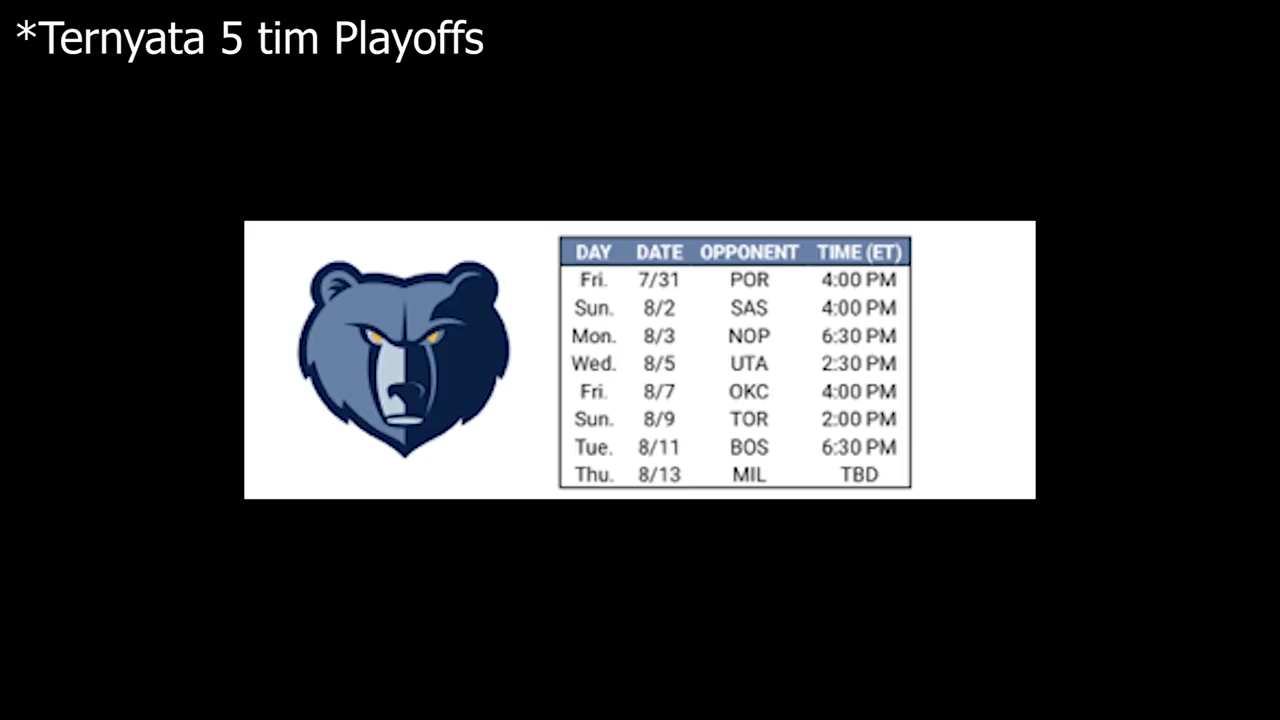 *Ternyata 5 tim Playoffs
DAY DATE OPPONENT TIME (ET)
Fri. 7/31 POR 4:00 PM
Sun. 8/2 SAS 4:00 PM
Mon. 8/3 NOP 6:30 PM
Wed. 8/5 UTA 2:30 PM
Fri. 8/7 OKC 4:00 PM
Sun. 8/9 TOR 2:00 PM
Tue. 8/11 BOS 6:30 PM
Thu. 8/13 MIL TBD